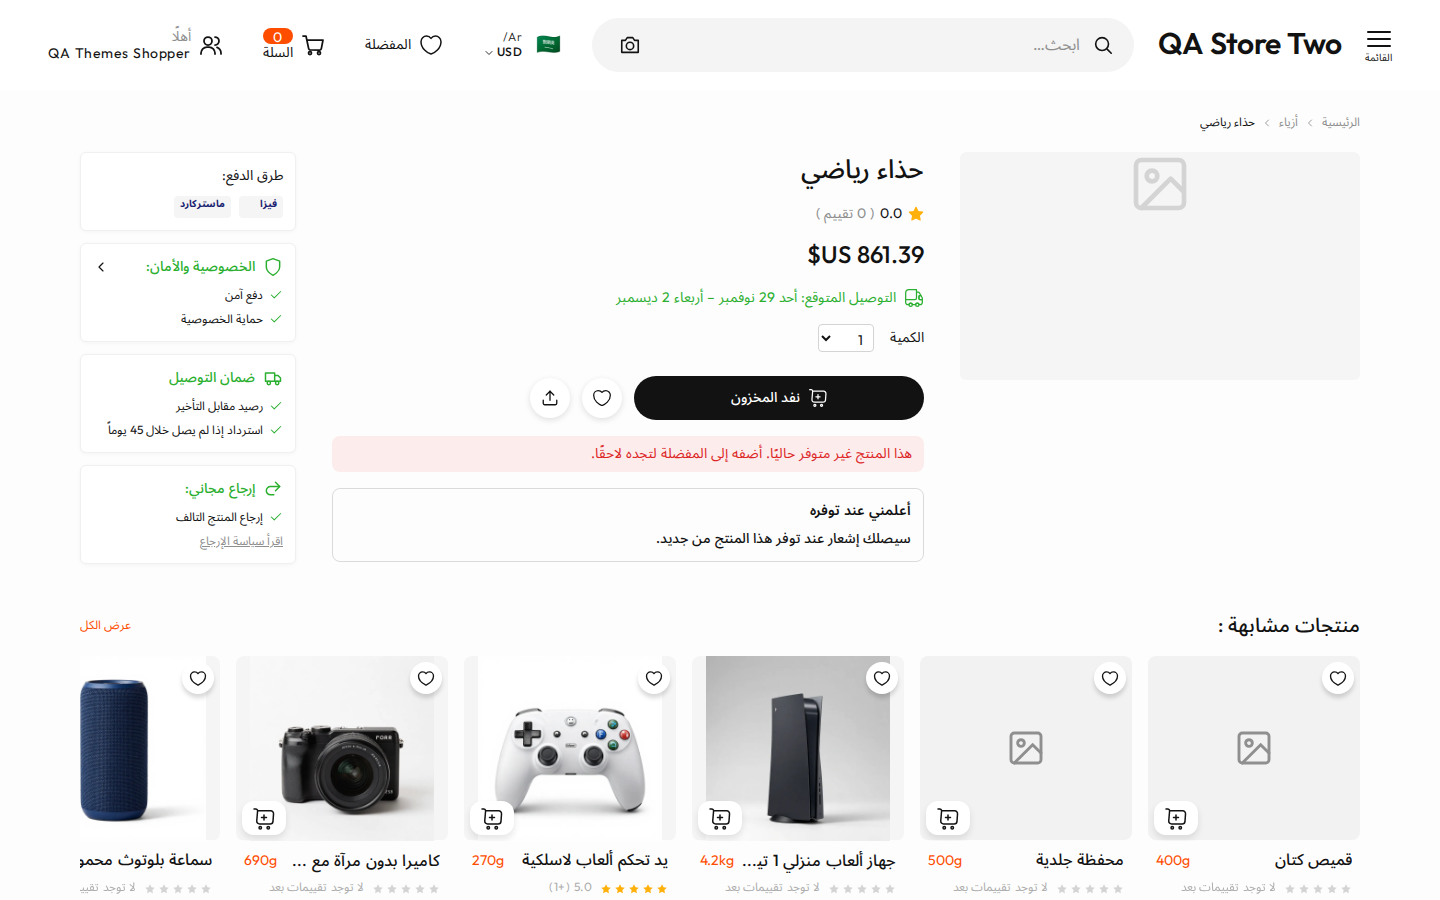 القائمة
QA Store Two
ابحث...
Ar/
USD
المفضلة
0
السلة
أهلًا
QA Themes Shopper
الرئيسية
أزياء
حذاء رياضي
حذاء رياضي
0.0 ( 0 تقييم )
$US 861.39
التوصيل المتوقع: أحد 29 نوفمبر – أربعاء 2 ديسمبر
الكمية 1
نفد المخزون
هذا المنتج غير متوفر حاليًا. أضفه إلى المفضلة لتجده لاحقًا.
أعلمني عند توفره
سيصلك إشعار عند توفر هذا المنتج من جديد.
طرق الدفع:
فيزا ماستركارد
الخصوصية والأمان:
دفع آمن
حماية الخصوصية
ضمان التوصيل
رصيد مقابل التأخير
استرداد إذا لم يصل خلال 45 يوماً
إرجاع مجاني:
إرجاع المنتج التالف
اقرأ سياسة الإرجاع
منتجات مشابهة :
عرض الكل
قميص كتان 400g
لا توجد تقييمات بعد
محفظة جلدية 500g
لا توجد تقييمات بعد
جهاز ألعاب منزلي 1 تي... 4.2kg
لا توجد تقييمات بعد
يد تحكم ألعاب لاسلكية 270g
5.0 (+1)
كاميرا بدون مرآة مع ... 690g
لا توجد تقييمات بعد
سماعة بلوتوث محمو
لا توجد تقيي